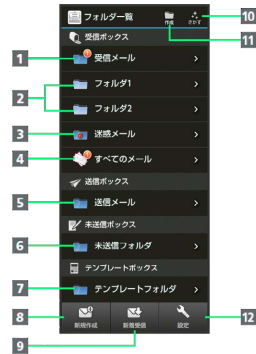 フォルダ一覧
作成
さがす
10
11
受信ボックス
1
受信メール
2
フォルダ1
フォルダ2
3
迷惑メール
4
すべてのメール
送信ボックス
5
送信メール
未送信ボックス
6
未送信フォルダ
テンプレートボックス
7
テンプレートフォルダ
8
新規作成
新着受信
設定
12
9